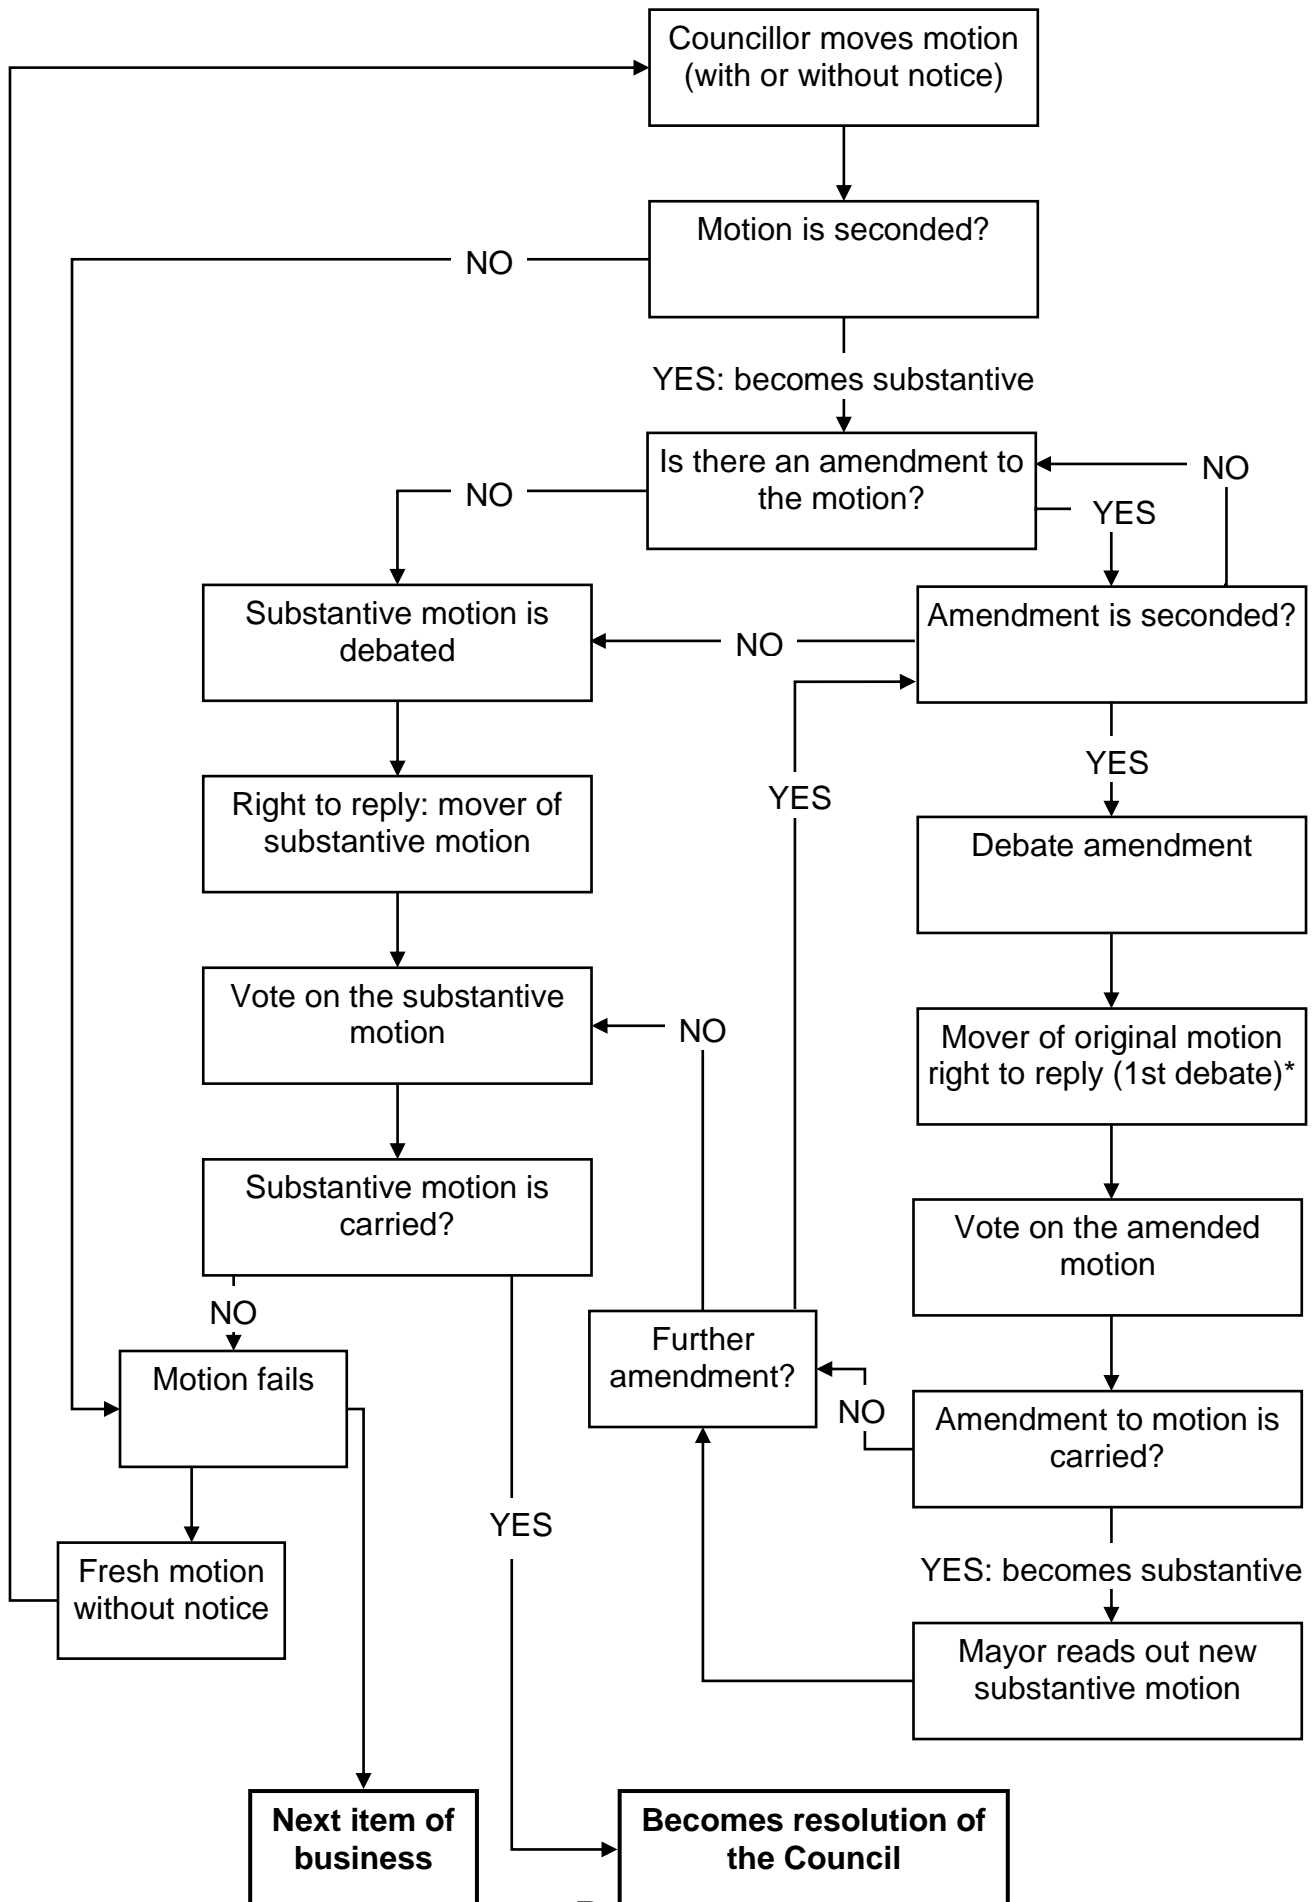 Councillor moves motion
(with or without notice)
Motion is seconded?
NO
YES: becomes substantive
Is there an amendment to
the motion?
NO
NO
YES
Substantive motion is
debated
NO
Amendment is seconded?
YES
YES
Right to reply: mover of
substantive motion
Debate amendment
Vote on the substantive
motion
NO
Mover of original motion
right to reply (1st debate)*
Substantive motion is
carried?
Vote on the amended
motion
NO
Motion fails
Further
amendment?
NO
Amendment to motion is
carried?
YES
Fresh motion
without notice
YES: becomes substantive
Mayor reads out new
substantive motion
Next item of
business
Becomes resolution of
the Council